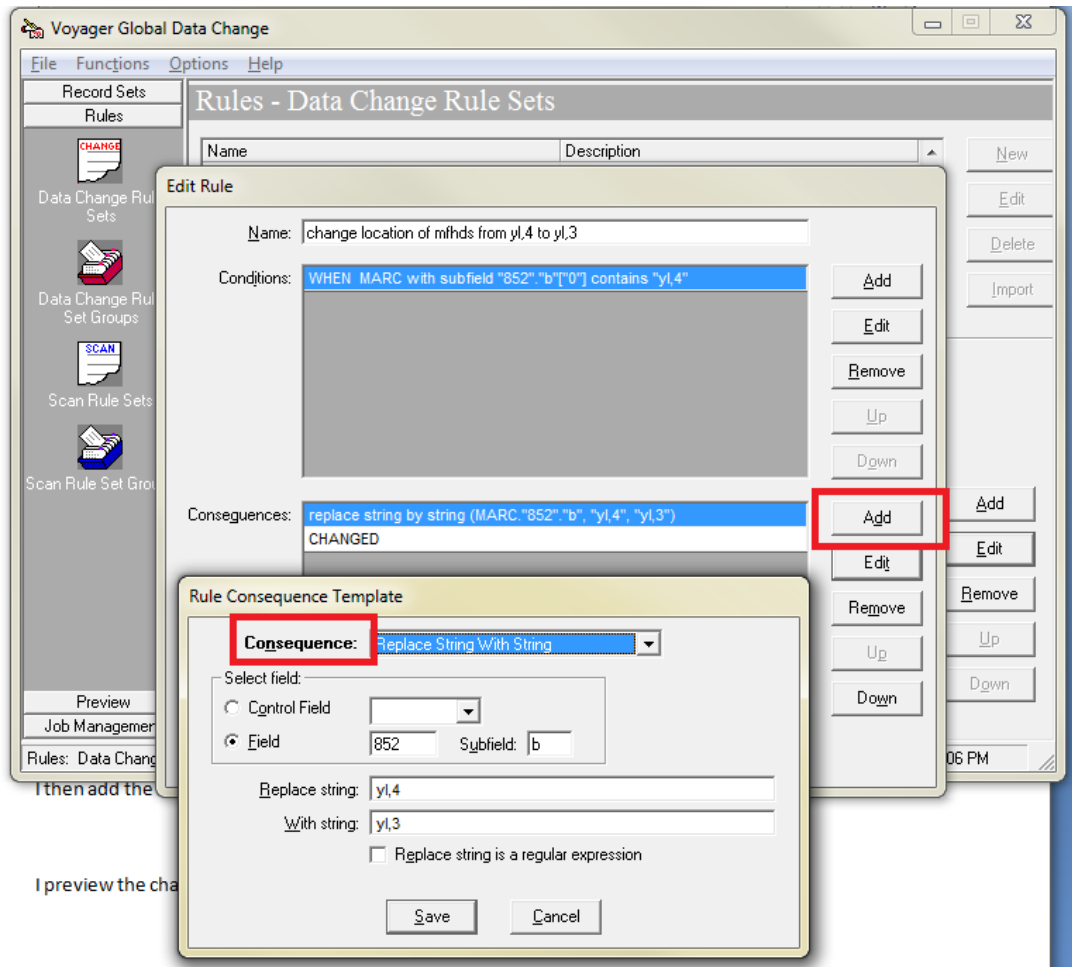 Voyager Global Data Change
File Functions Options Help
Record Sets
Rules
Rules - Data Change Rule Sets
CHANGE
Data Change Rul
Sets
Data Change Rul
Set Groups
SCAN
Scan Rule Sets
Scan Rule Set Grou
Preview
Job Managemer
Name Description
New
Edit
Delete
Import
Add
Edit
Remove
Up
Down
Rules: Data Chang
06 PM
Edit Rule
Name: change location of mfhds from yl,4 to yl,3
Conditions: WHEN MARC with subfield "852"."b"["0"] contains "yl,4"
Add
Edit
Remove
Up
Down
Consequences: replace string by string (MARC."852"."b", "yl,4", "yl,3")
CHANGED
Add
Edit
Remove
Up
Down
Rule Consequence Template
Consequence: Replace String With String
Select field:
Control Field
Field 852 Subfield: b
Replace string: yl,4
With string: yl,3
Replace string is a regular expression
Save Cancel
I then add the
I preview the cha